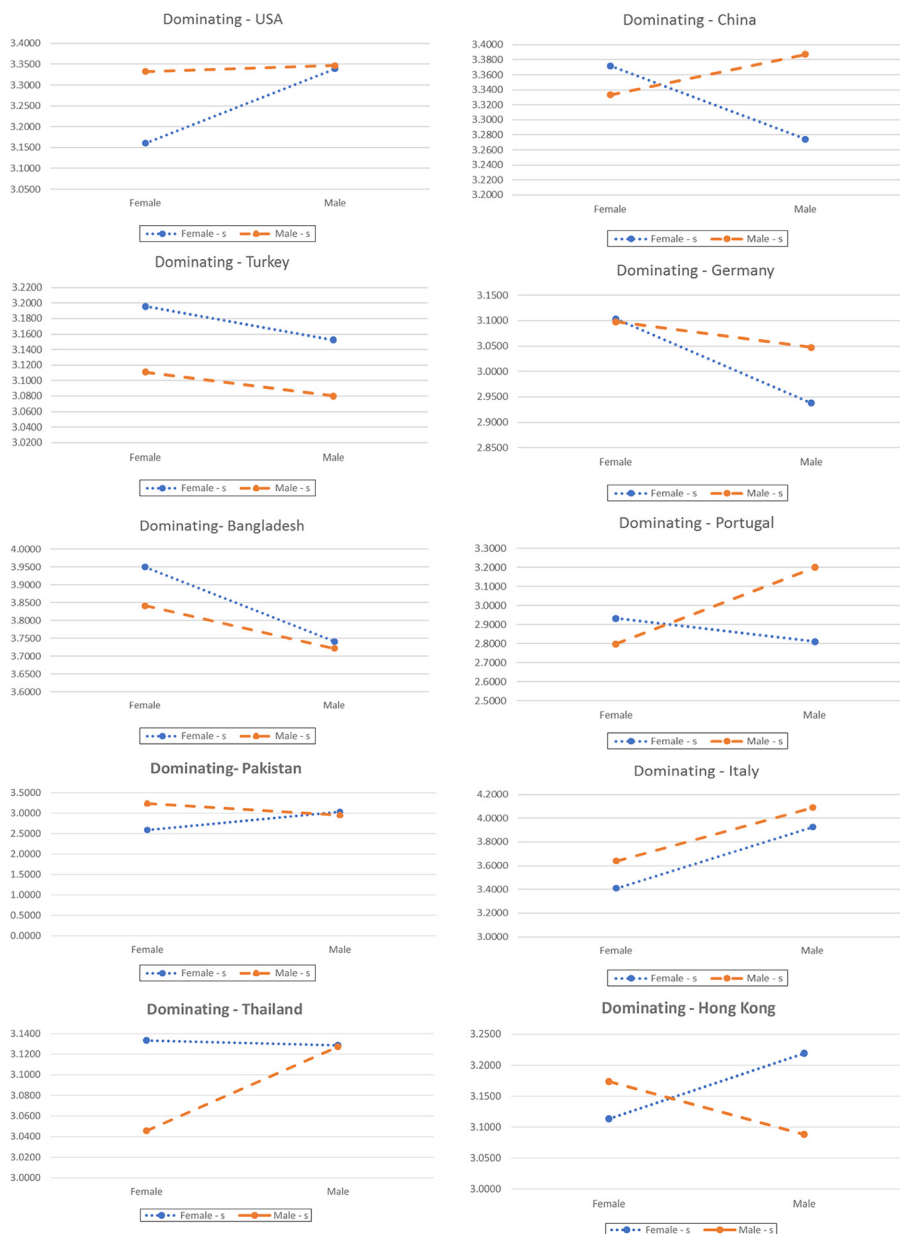 Dominating - USA
3.4000
3.3500
3.3000
3.2500
3.2000
3.1500
3.1000
3.0500
Female Male
Female - s Male - s
Dominating - China
3.4000
3.3800
3.3600
3.3400
3.3200
3.3000
3.2800
3.2600
3.2400
3.2200
3.2000
Female Male
Female - s Male - s
Dominating - Turkey
3.2200
3.2000
3.1800
3.1600
3.1400
3.1200
3.1000
3.0800
3.0600
3.0400
3.0200
Female Male
Female - s Male - s
Dominating - Germany
3.1500
3.1000
3.0500
3.0000
2.9500
2.9000
2.8500
Female Male
Female - s Male - s
Dominating- Bangladesh
4.0000
3.9500
3.9000
3.8500
3.8000
3.7500
3.7000
3.6500
3.6000
Female Male
Female - s Male - s
Dominating - Portugal
3.3000
3.2000
3.1000
3.0000
2.9000
2.8000
2.7000
2.6000
2.5000
Female Male
Female - s Male - s
Dominating- Pakistan
3.5000
3.0000
2.5000
2.0000
1.5000
1.0000
0.5000
0.0000
Female Male
Female - s Male - s
Dominating - Italy
4.2000
4.0000
3.8000
3.6000
3.4000
3.2000
3.0000
Female Male
Female - s Male - s
Dominating - Thailand
3.1400
3.1200
3.1000
3.0800
3.0600
3.0400
3.0200
3.0000
Female Male
Female - s Male - s
Dominating - Hong Kong
3.2500
3.2000
3.1500
3.1000
3.0500
3.0000
Female Male
Female - s Male - s